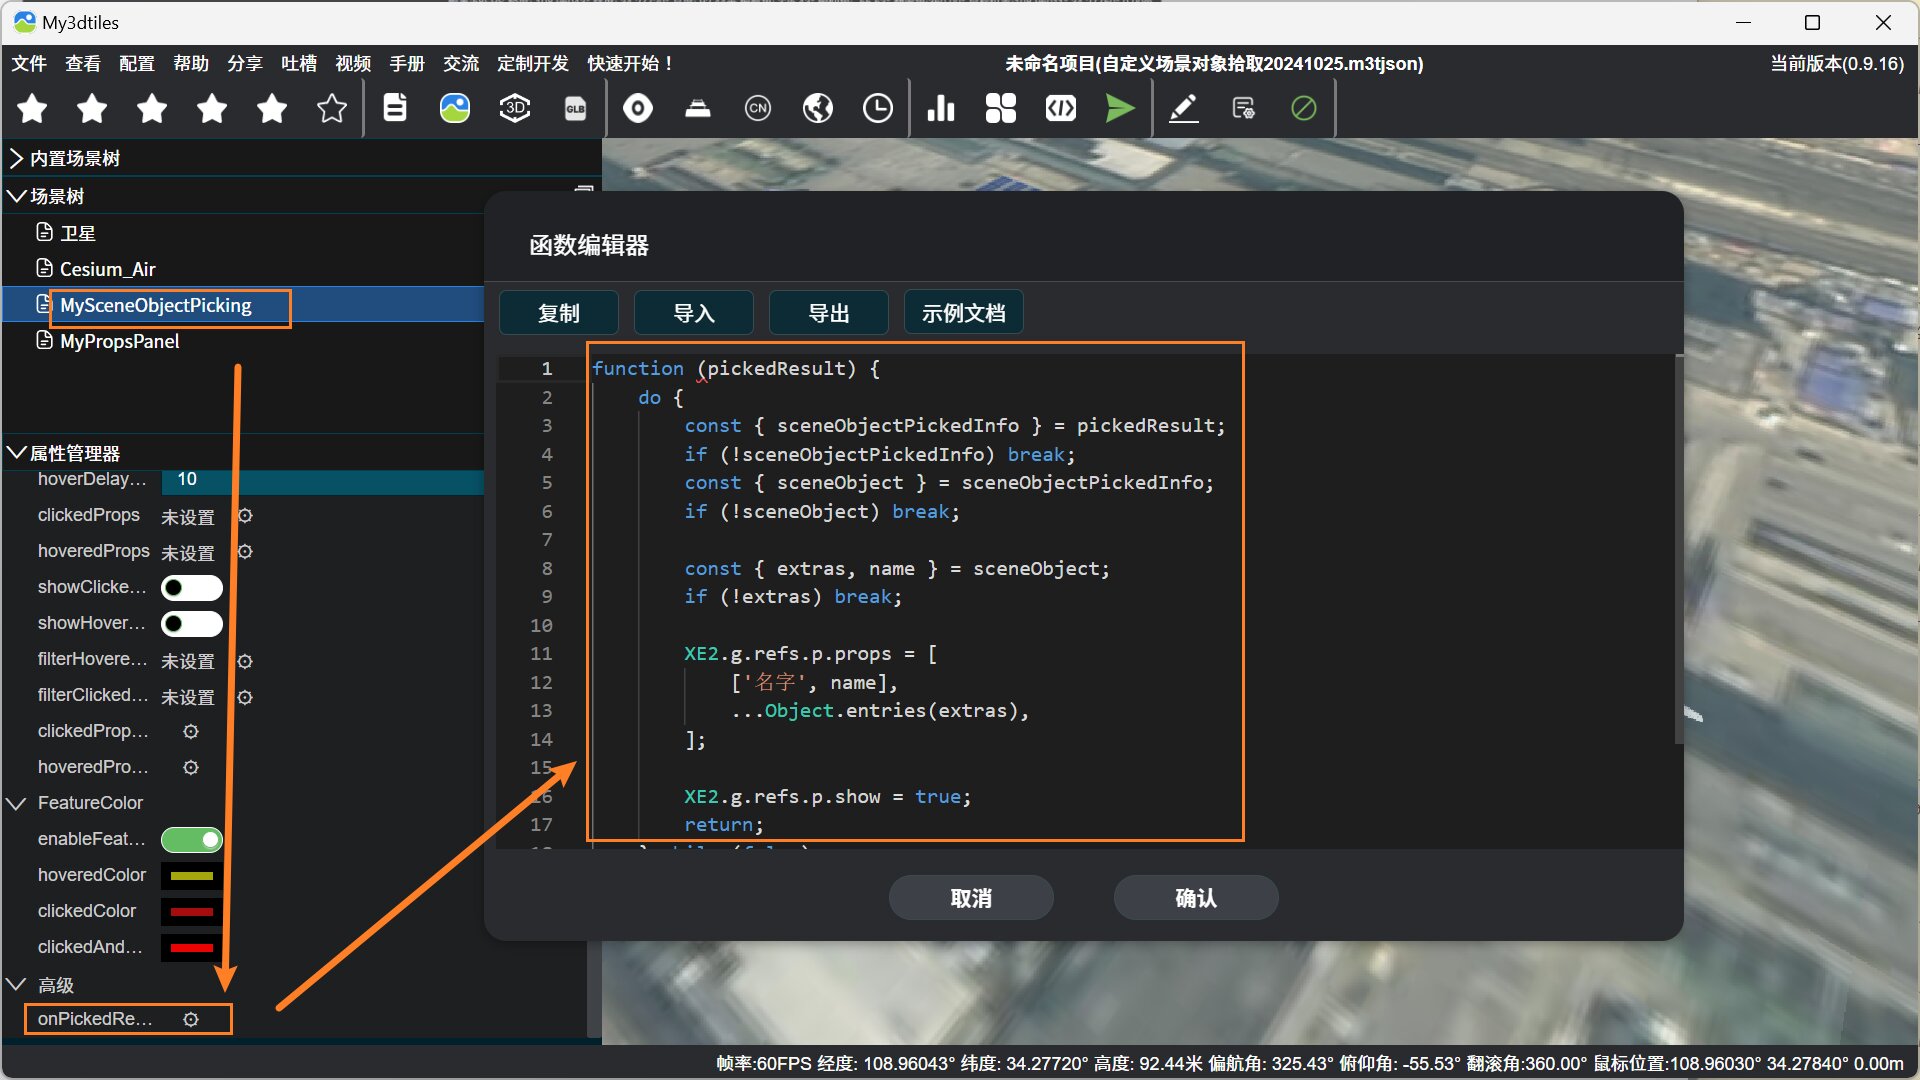 My3dtiles
文件 查看 配置 帮助 分享 吐槽 视频 手册 交流 定制开发 快速开始！
未命名项目(自定义场景对象拾取20241025.m3tjson)
当前版本(0.9.16)
3D
GLB
CN
内置场景树
场景树
卫星
Cesium_Air
MySceneObjectPicking
MyPropsPanel
属性管理器
hoverDelay... 10
clickedProps 未设置
hoveredProps 未设置
showClicke...
showHover...
filterHovere... 未设置
filterClicked... 未设置
clickedProp...
hoveredPro...
FeatureColor
enableFeat...
hoveredColor
clickedColor
clickedAnd...
高级
onPickedRe...
函数编辑器
复制 导入 导出 示例文档
1 function (pickedResult) {
2 do {
3 const { sceneObjectPickedInfo } = pickedResult;
4 if (!sceneObjectPickedInfo) break;
5 const { sceneObject } = sceneObjectPickedInfo;
6 if (!sceneObject) break;
7
8 const { extras, name } = sceneObject;
9 if (!extras) break;
10
11 XE2.g.refs.p.props = [
12 ['名字', name],
13 ...Object.entries(extras),
14 ];
15
16 XE2.g.refs.p.show = true;
17 return;
取消 确认
帧率:60FPS 经度: 108.96043° 纬度: 34.27720° 高度: 92.44米 偏航角: 325.43° 俯仰角: -55.53° 翻滚角:360.00° 鼠标位置:108.96030° 34.27840° 0.00m